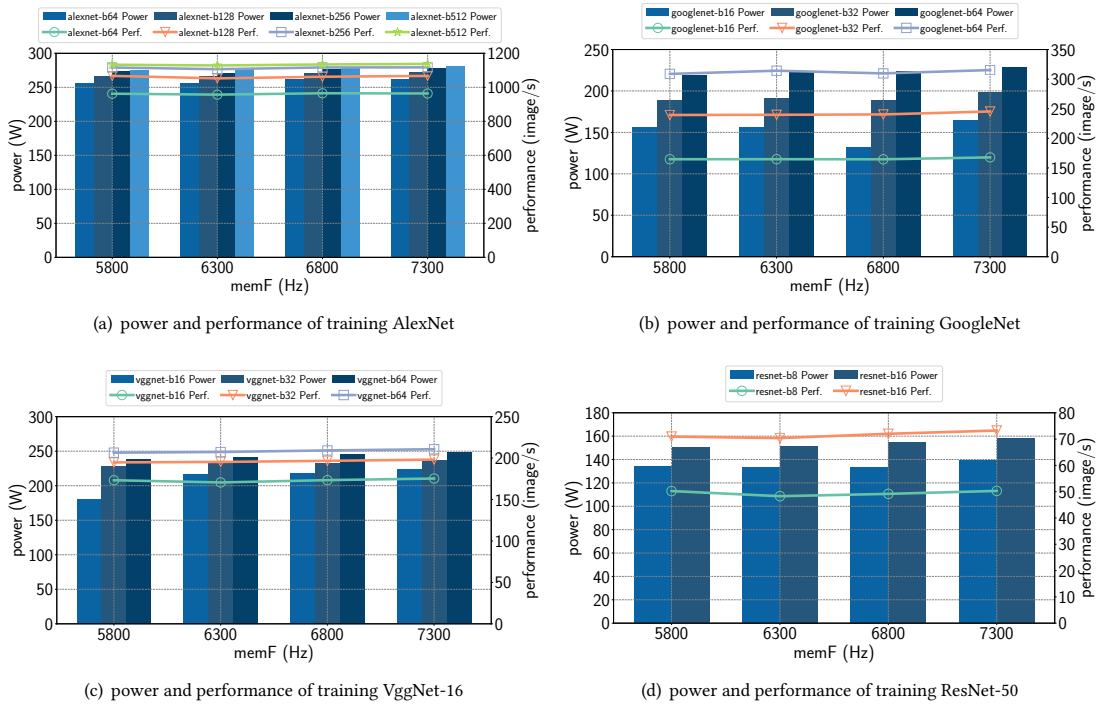 alexnet-b64 Power alexnet-b128 Power alexnet-b256 Power alexnet-b512 Power
alexnet-b64 Perf. alexnet-b128 Perf. alexnet-b256 Perf. alexnet-b512 Perf.
300
250
200
150
100
50
0
power (W)
1200
1000
800
600
400
200
0
performance (image/s)
5800 6300 6800 7300
memF (Hz)
(a) power and performance of training AlexNet
googlenet-b16 Power googlenet-b32 Power googlenet-b64 Power
googlenet-b16 Perf. googlenet-b32 Perf. googlenet-b64 Perf.
250
200
150
100
50
0
power (W)
350
300
250
200
150
100
50
0
performance (image/s)
5800 6300 6800 7300
memF (Hz)
(b) power and performance of training GoogleNet
vggnet-b16 Power vggnet-b32 Power vggnet-b64 Power
vggnet-b16 Perf. vggnet-b32 Perf. vggnet-b64 Perf.
300
250
200
150
100
50
0
power (W)
250
200
150
100
50
0
performance (image/s)
5800 6300 6800 7300
memF (Hz)
(c) power and performance of training VggNet-16
resnet-b8 Power resnet-b16 Power
resnet-b8 Perf. resnet-b16 Perf.
180
160
140
120
100
80
60
40
20
0
power (W)
80
70
60
50
40
30
20
10
0
performance (image/s)
5800 6300 6800 7300
memF (Hz)
(d) power and performance of training ResNet-50